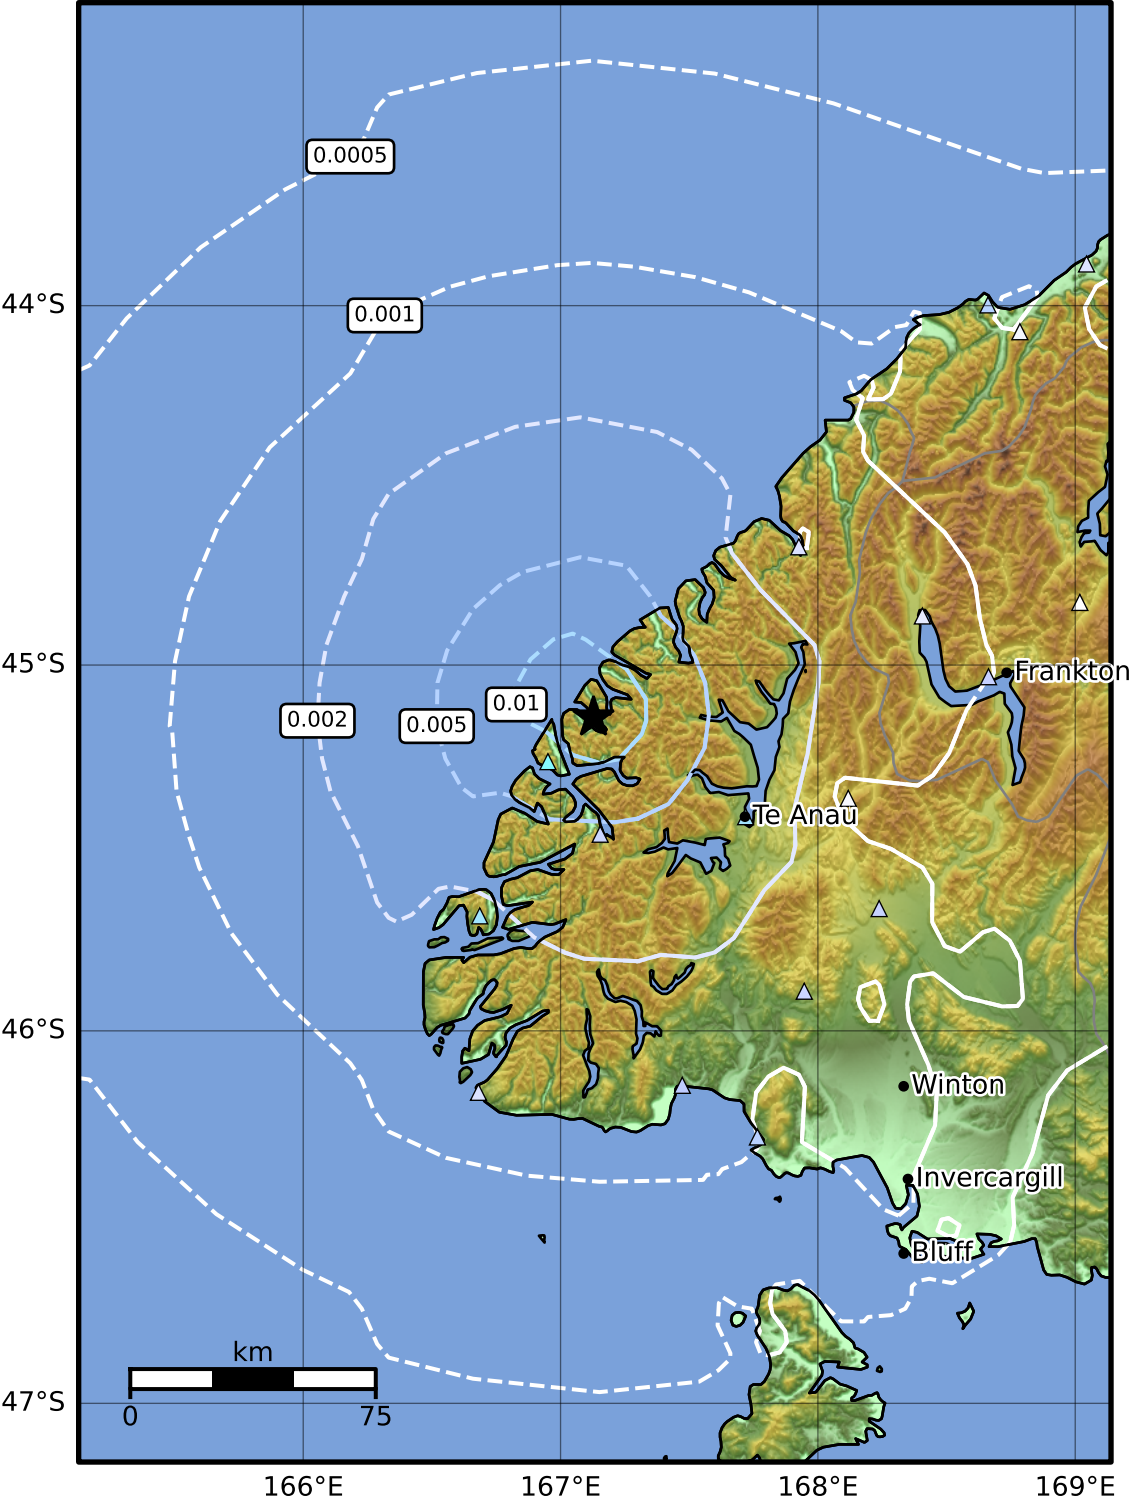 0.0005
44°S
0.001
45°S
Frankton
0.01
0.002
0.005
Te Anau
46°S
Winton
Invercargill
Bluff
km
0
75
47°S
166°E
167°E
168°E
169°E